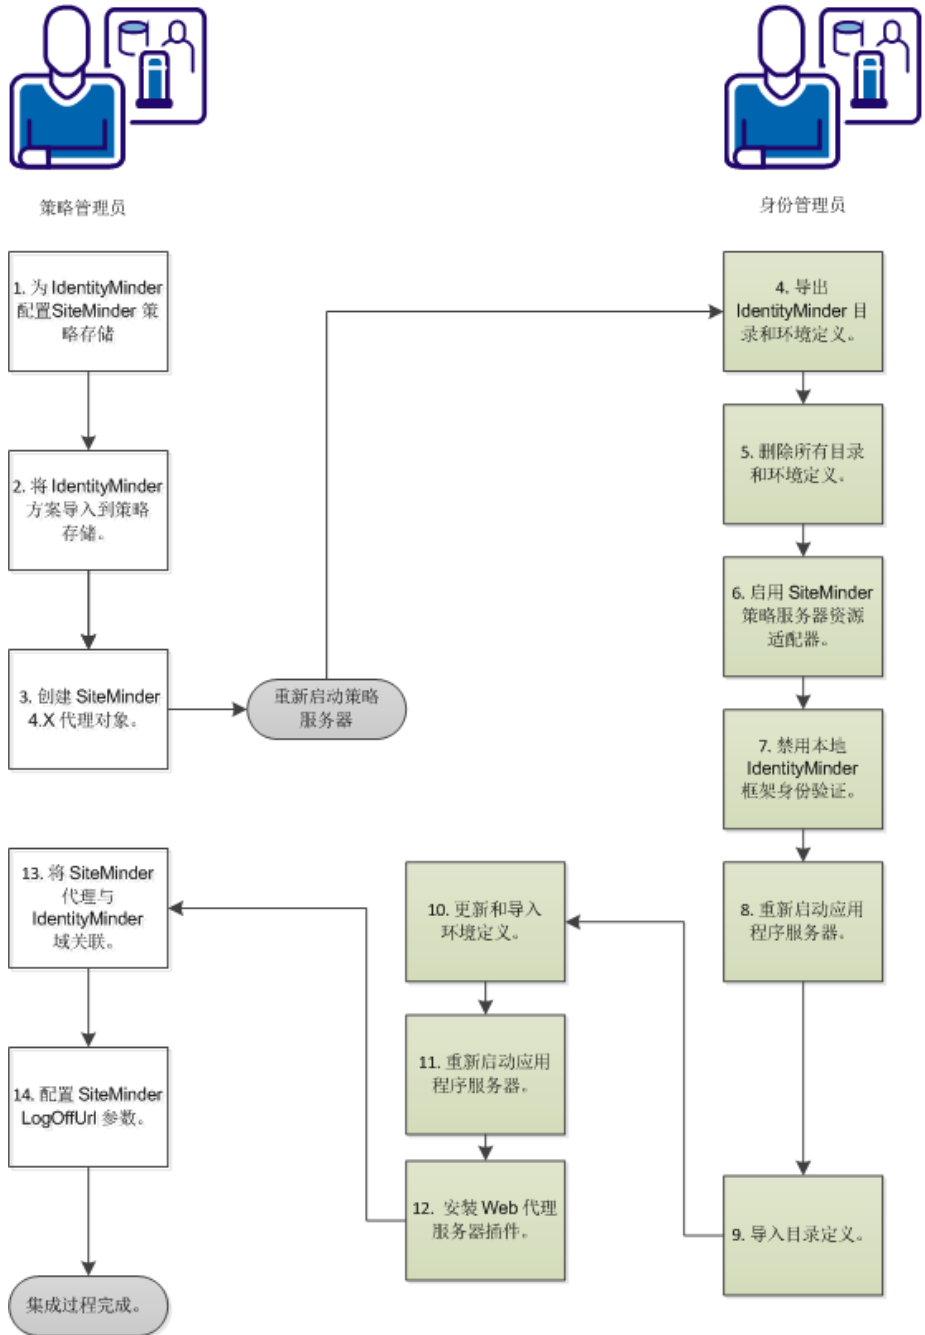 策略管理员
身份管理员
1. 为 IdentityMinder
配置SiteMinder 策
略存储
2. 将 IdentityMinder
方案导入到策略
存储。
3. 创建 SiteMinder
4.X 代理对象。
重新启动策略
服务器
4. 导出
IdentityMinder 目
录和环境定义。
5. 删除所有目录
和环境定义。
6. 启用 SiteMinder
策略服务器资源
适配器。
7. 禁用本地
IdentityMinder
框架身份验证。
8. 重新启动应用
程序服务器。
9. 导入目录定义。
10. 更新和导入
环境定义。
11. 重新启动应用
程序服务器。
12. 安装 Web 代理
服务器插件。
13. 将 SiteMinder
代理与
IdentityMinder
域关联。
14. 配置 SiteMinder
LogOffUrl 参数。
集成过程完成。